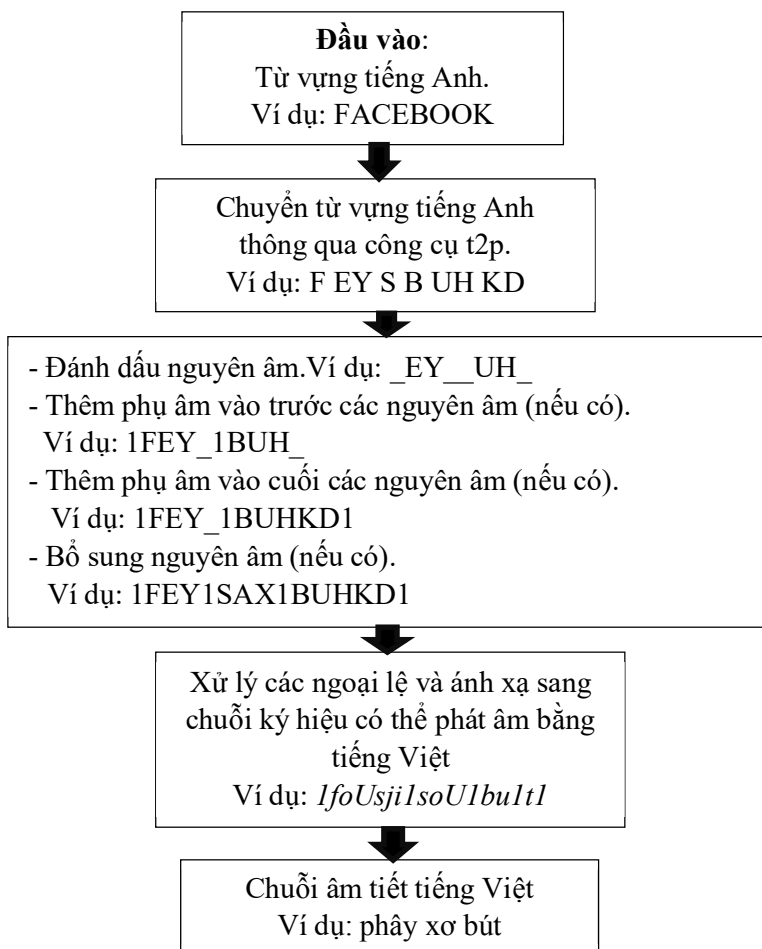 Đầu vào:
Từ vựng tiếng Anh.
Ví dụ: FACEBOOK
Chuyển từ vựng tiếng Anh
thông qua công cụ t2p.
Ví dụ: F EY S B UH KD
- Đánh dấu nguyên âm.Ví dụ: _EY__UH_
- Thêm phụ âm vào trước các nguyên âm (nếu có).
Ví dụ: 1FEY_1BUH_
- Thêm phụ âm vào cuối các nguyên âm (nếu có).
Ví dụ: 1FEY_1BUHKD1
- Bổ sung nguyên âm (nếu có).
Ví dụ: 1FEY1SAX1BUHKD1
Xử lý các ngoại lệ và ánh xạ sang
chuỗi ký hiệu có thể phát âm bằng
tiếng Việt
Ví dụ: 1foUsji1soU1bu1t1
Chuỗi âm tiết tiếng Việt
Ví dụ: phây xơ bút